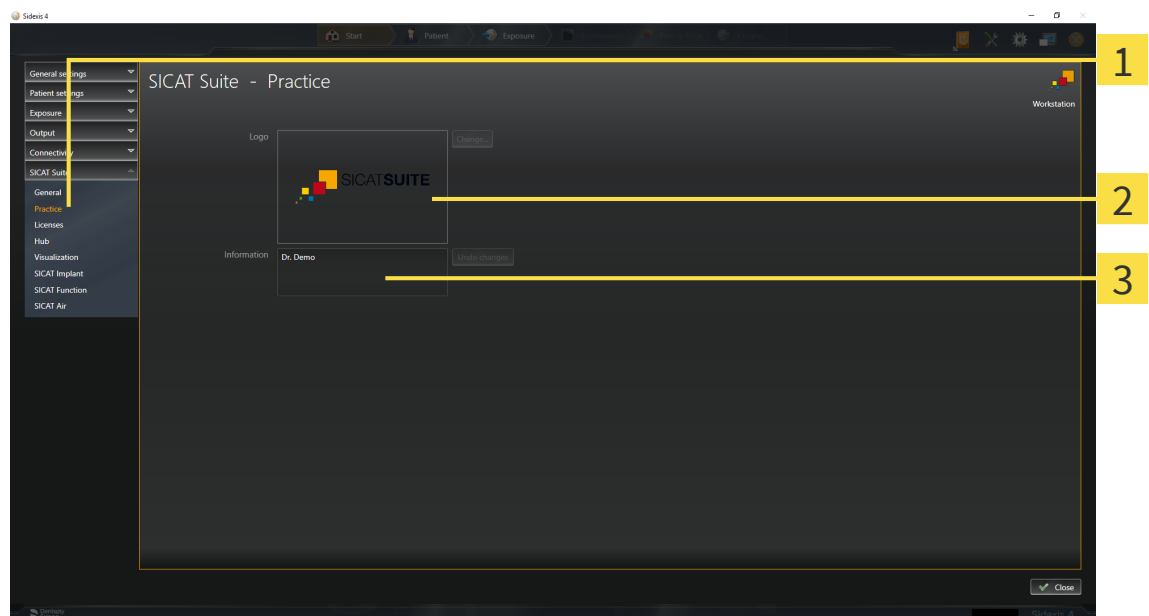 Sidexis 4
Start
Patient
Exposure
General settings
Patient settings
Exposure
Output
Connectivity
SICAT Suite
General
Practice
Licenses
Hub
Visualization
SICAT Implant
SICAT Function
SICAT Air
SICAT Suite - Practice
Workstation
Logo
SICATSUITE
Change...
Information
Dr. Demo
Undo changes
Close
Sidexis 4
1
2
3